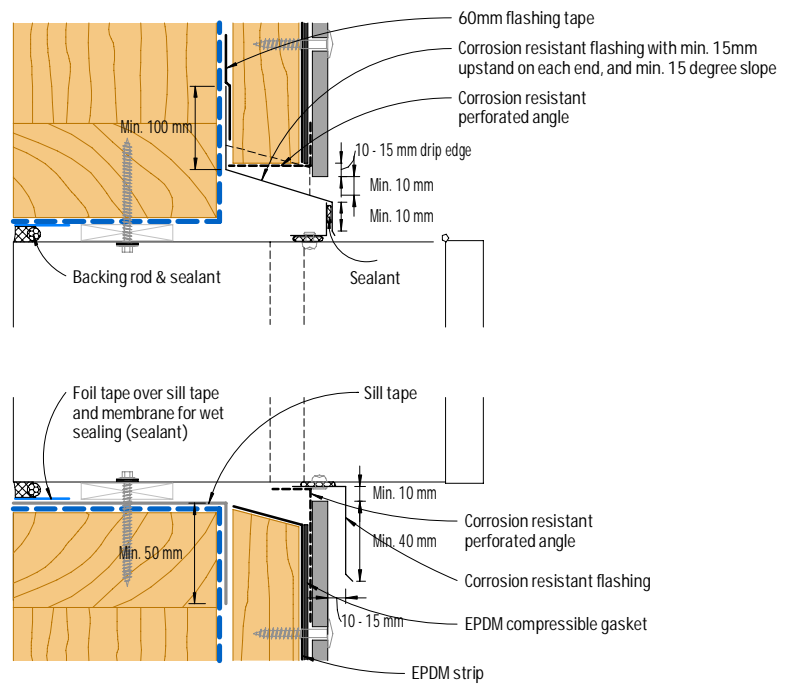 60mm flashing tape
Corrosion resistant flashing with min. 15mm
upstand on each end, and min. 15 degree slope
Corrosion resistant
perforated angle
Min. 100 mm
10 - 15 mm drip edge
Min. 10 mm
Min. 10 mm
Backing rod & sealant
Sealant
Foil tape over sill tape
and membrane for wet
sealing (sealant)
Sill tape
Min. 10 mm
Corrosion resistant
perforated angle
Min. 40 mm
Min. 50 mm
Corrosion resistant flashing
10 - 15 mm
EPDM compressible gasket
EPDM strip